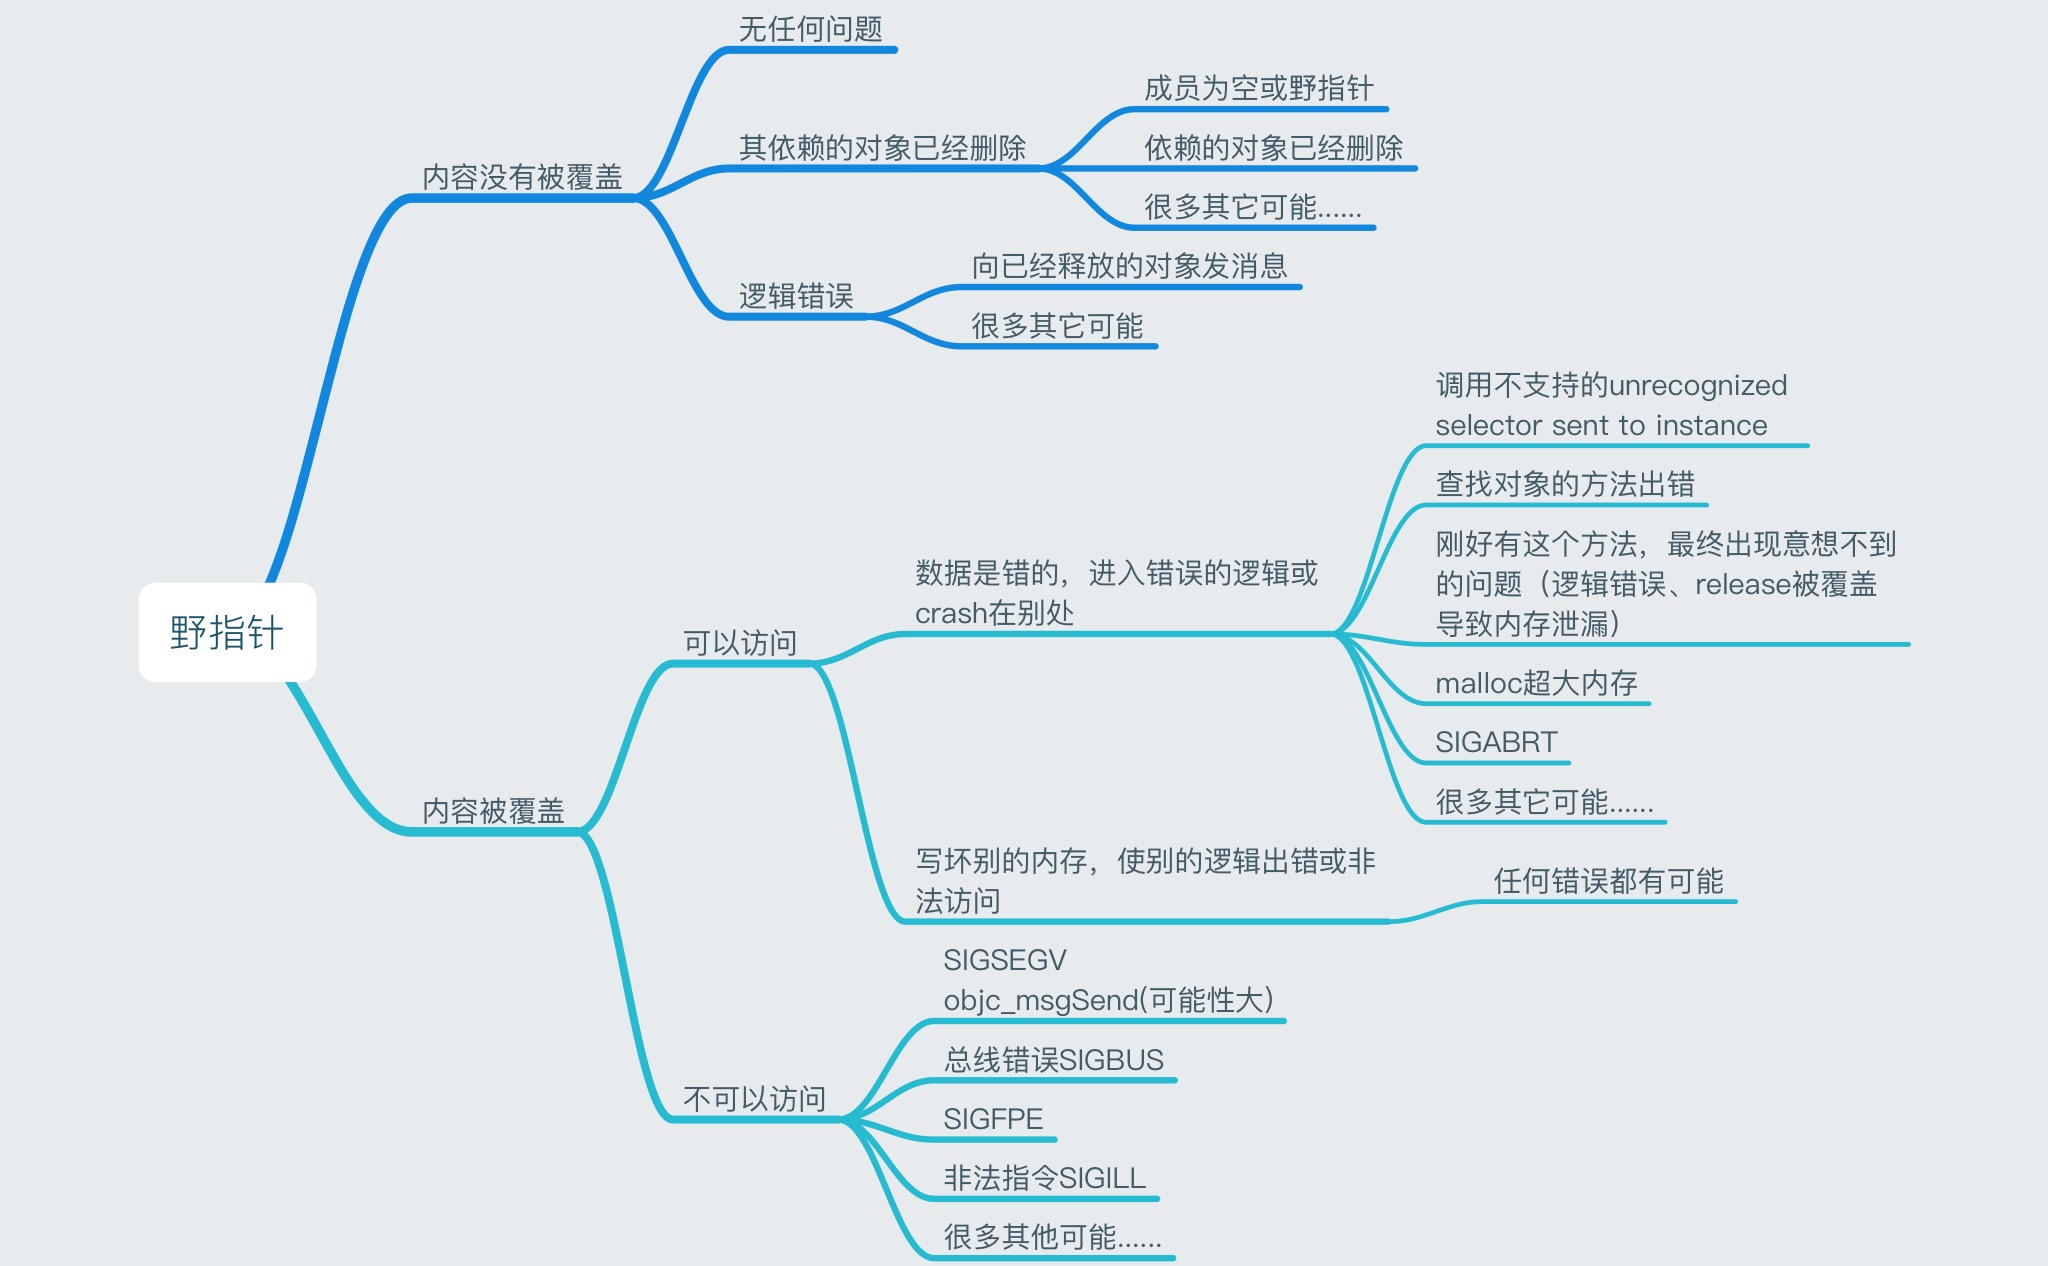 野指针
内容没有被覆盖
无任何问题
其依赖的对象已经删除
成员为空或野指针
依赖的对象已经删除
很多其它可能......
逻辑错误
向已经释放的对象发消息
很多其它可能
内容被覆盖
可以访问
数据是错的，进入错误的逻辑或
crash在别处
调用不支持的unrecognized
selector sent to instance
查找对象的方法出错
刚好有这个方法，最终出现意想不到
的问题（逻辑错误、release被覆盖
导致内存泄漏）
malloc超大内存
SIGABRT
很多其它可能......
写坏别的内存，使别的逻辑出错或非
法访问
任何错误都有可能
不可以访问
SIGSEGV
objc_msgSend(可能性大)
总线错误SIGBUS
SIGFPE
非法指令SIGILL
很多其他可能......